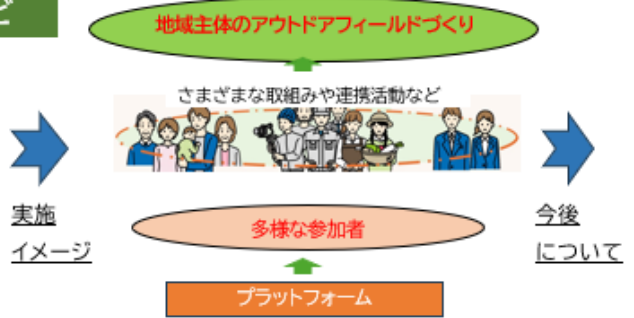 ど
地域主体のアウトドアフィールドづくり
さまざまな取組みや連携活動など
実施
イメージ
多様な参加者
今後
について
プラットフォーム